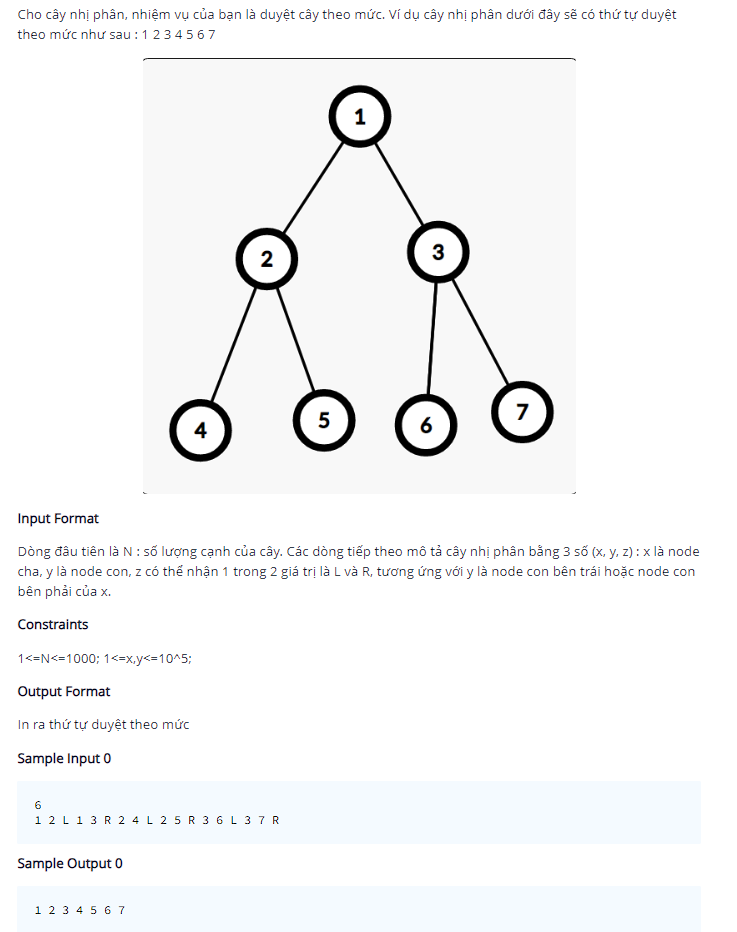 Cho cây nhị phân, nhiệm vụ của bạn là duyệt cây theo mức. Ví dụ cây nhị phân dưới đây sẽ có thứ tự duyệt
theo mức như sau : 1 2 3 4 5 6 7
1
2
3
4
5
6
7
Input Format
Dòng đâu tiên là N : số lượng cạnh của cây. Các dòng tiếp theo mô tả cây nhị phân bằng 3 số (x, y, z) : x là node
cha, y là node con, z có thể nhận 1 trong 2 giá trị là L và R, tương ứng với y là node con bên trái hoặc node con
bên phải của x.
Constraints
1<=N<=1000; 1<=x,y<=10^5;
Output Format
In ra thứ tự duyệt theo mức
Sample Input 0
6
1 2 L 1 3 R 2 4 L 2 5 R 3 6 L 3 7 R
Sample Output 0
1 2 3 4 5 6 7